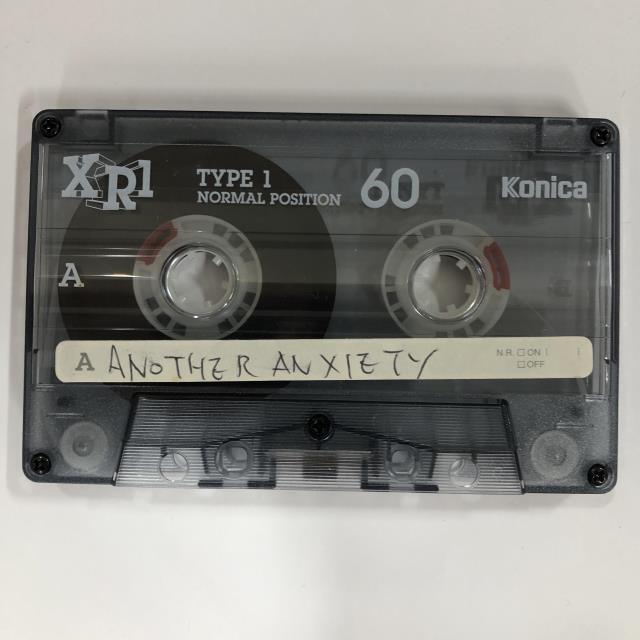 XR1
TYPE 1
NORMAL POSITION
60
Konica
A
A ANOTHER ANXIETY
N.R. ☐ ON
☐ OFF